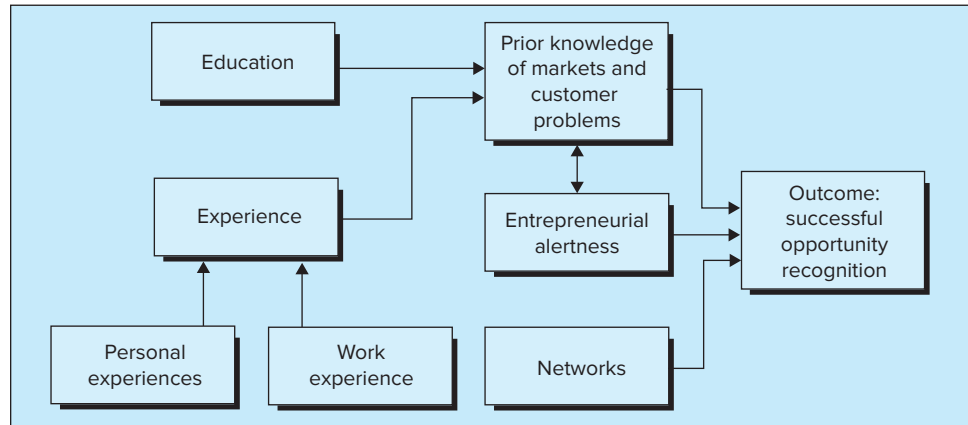 Education
Prior knowledge
of markets and
customer
problems
Experience
Entrepreneurial
alertness
Outcome:
successful
opportunity
recognition
Personal
experiences
Work
experience
Networks